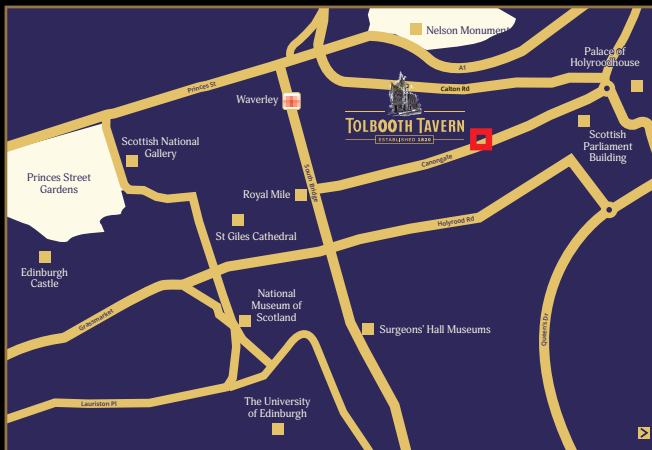 Nelson Monument
A1
Palace of
Holyroodhouse
Princes St
Calton Rd
Waverley
TOLBOOTH TAVERN
ESTABLISHED 1820
Scottish
Parliament
Building
Scottish National
Gallery
Canongate
Princes Street
Gardens
South Bridge
Royal Mile
Holyrood Rd
St Giles Cathedral
Edinburgh
Castle
National
Museum of
Scotland
Grassmarket
Surgeons' Hall Museums
Queen's Dr
Lauriston Pl
The University
of Edinburgh